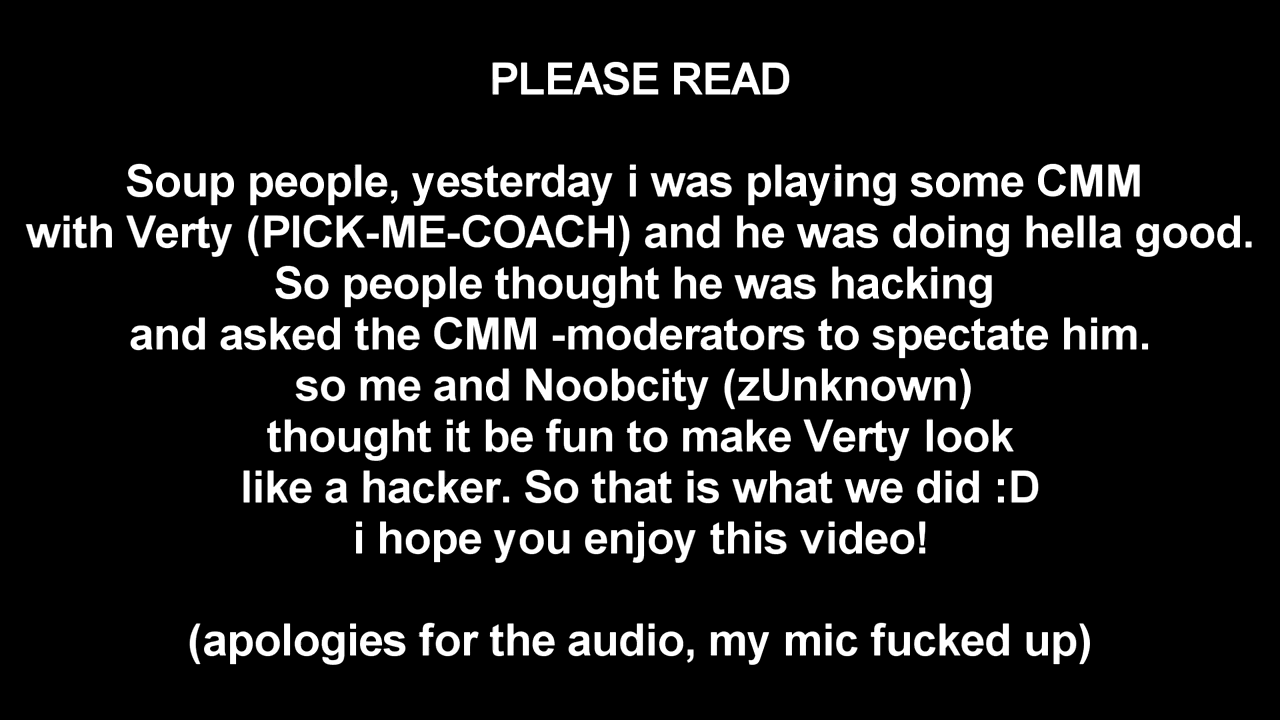 PLEASE READ
Soup people, yesterday i was playing some CMM
with Verty (PICK-ME-COACH) and he was doing hella good.
So people thought he was hacking
and asked the CMM -moderators to spectate him.
so me and Noobcity (zUnknown)
thought it be fun to make Verty look
like a hacker. So that is what we did :D
i hope you enjoy this video!
(apologies for the audio, my mic fucked up)